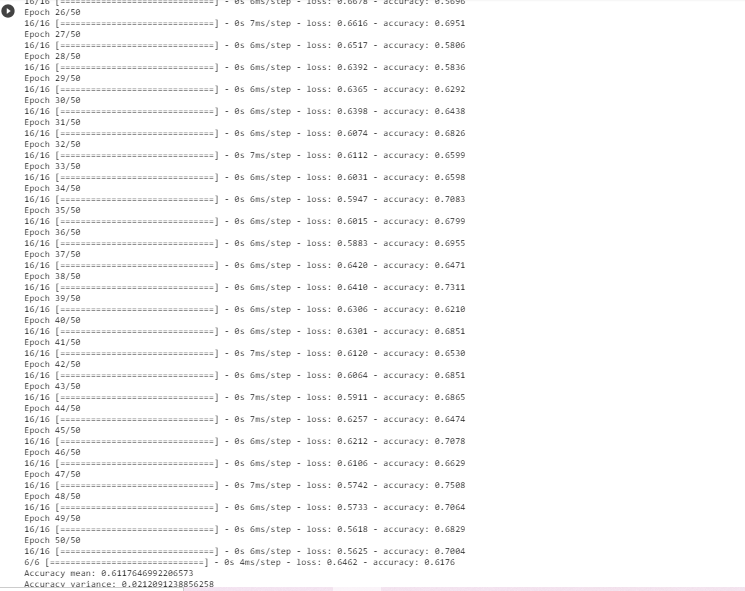 16/16 [==============================] - 0s 6ms/step - loss: 0.6678 - accuracy: 0.5696
Epoch 26/50
16/16 [==============================] - 0s 7ms/step - loss: 0.6616 - accuracy: 0.6951
Epoch 27/50
16/16 [==============================] - 0s 6ms/step - loss: 0.6517 - accuracy: 0.5806
Epoch 28/50
16/16 [==============================] - 0s 6ms/step - loss: 0.6392 - accuracy: 0.5836
Epoch 29/50
16/16 [==============================] - 0s 6ms/step - loss: 0.6365 - accuracy: 0.6292
Epoch 30/50
16/16 [==============================] - 0s 6ms/step - loss: 0.6398 - accuracy: 0.6438
Epoch 31/50
16/16 [==============================] - 0s 6ms/step - loss: 0.6074 - accuracy: 0.6826
Epoch 32/50
16/16 [==============================] - 0s 7ms/step - loss: 0.6112 - accuracy: 0.6599
Epoch 33/50
16/16 [==============================] - 0s 6ms/step - loss: 0.6031 - accuracy: 0.6598
Epoch 34/50
16/16 [==============================] - 0s 6ms/step - loss: 0.5947 - accuracy: 0.7083
Epoch 35/50
16/16 [==============================] - 0s 6ms/step - loss: 0.6015 - accuracy: 0.6799
Epoch 36/50
16/16 [==============================] - 0s 6ms/step - loss: 0.5883 - accuracy: 0.6955
Epoch 37/50
16/16 [==============================] - 0s 6ms/step - loss: 0.6420 - accuracy: 0.6471
Epoch 38/50
16/16 [==============================] - 0s 6ms/step - loss: 0.6410 - accuracy: 0.7311
Epoch 39/50
16/16 [==============================] - 0s 6ms/step - loss: 0.6306 - accuracy: 0.6210
Epoch 40/50
16/16 [==============================] - 0s 6ms/step - loss: 0.6301 - accuracy: 0.6851
Epoch 41/50
16/16 [==============================] - 0s 7ms/step - loss: 0.6120 - accuracy: 0.6530
Epoch 42/50
16/16 [==============================] - 0s 6ms/step - loss: 0.6064 - accuracy: 0.6851
Epoch 43/50
16/16 [==============================] - 0s 7ms/step - loss: 0.5911 - accuracy: 0.6865
Epoch 44/50
16/16 [==============================] - 0s 7ms/step - loss: 0.6257 - accuracy: 0.6474
Epoch 45/50
16/16 [==============================] - 0s 6ms/step - loss: 0.6212 - accuracy: 0.7078
Epoch 46/50
16/16 [==============================] - 0s 6ms/step - loss: 0.6106 - accuracy: 0.6629
Epoch 47/50
16/16 [==============================] - 0s 7ms/step - loss: 0.5742 - accuracy: 0.7508
Epoch 48/50
16/16 [==============================] - 0s 6ms/step - loss: 0.5733 - accuracy: 0.7064
Epoch 49/50
16/16 [==============================] - 0s 6ms/step - loss: 0.5618 - accuracy: 0.6829
Epoch 50/50
16/16 [==============================] - 0s 6ms/step - loss: 0.5625 - accuracy: 0.7004
6/6 [==============================] - 0s 4ms/step - loss: 0.6462 - accuracy: 0.6176
Accuracy mean: 0.6117646992206573
Accuracy variance: 0.0212091238856258